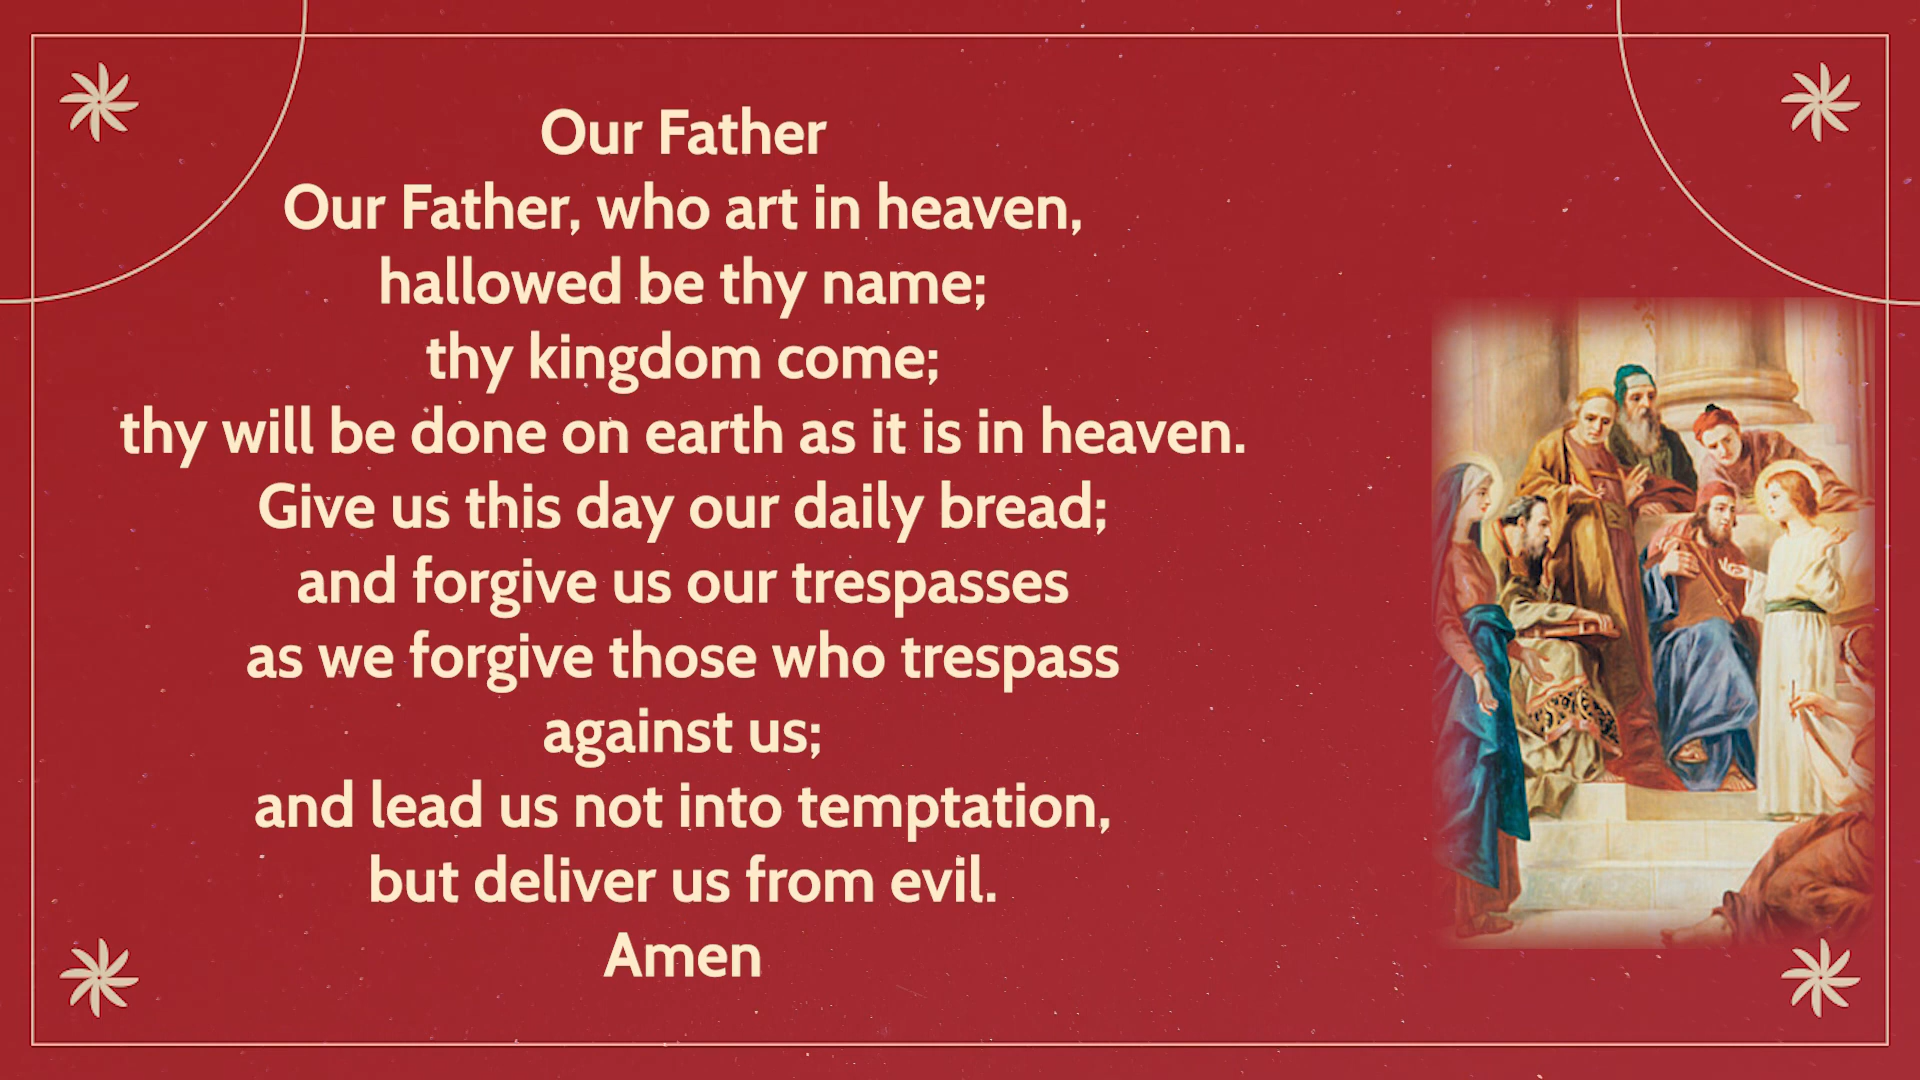 Our Father
Our Father, who art in heaven,
hallowed be thy name;
thy kingdom come;
thy will be done on earth as it is in heaven.
Give us this day our daily bread;
and forgive us our trespasses
as we forgive those who trespass
against us;
and lead us not into temptation,
but deliver us from evil.
Amen